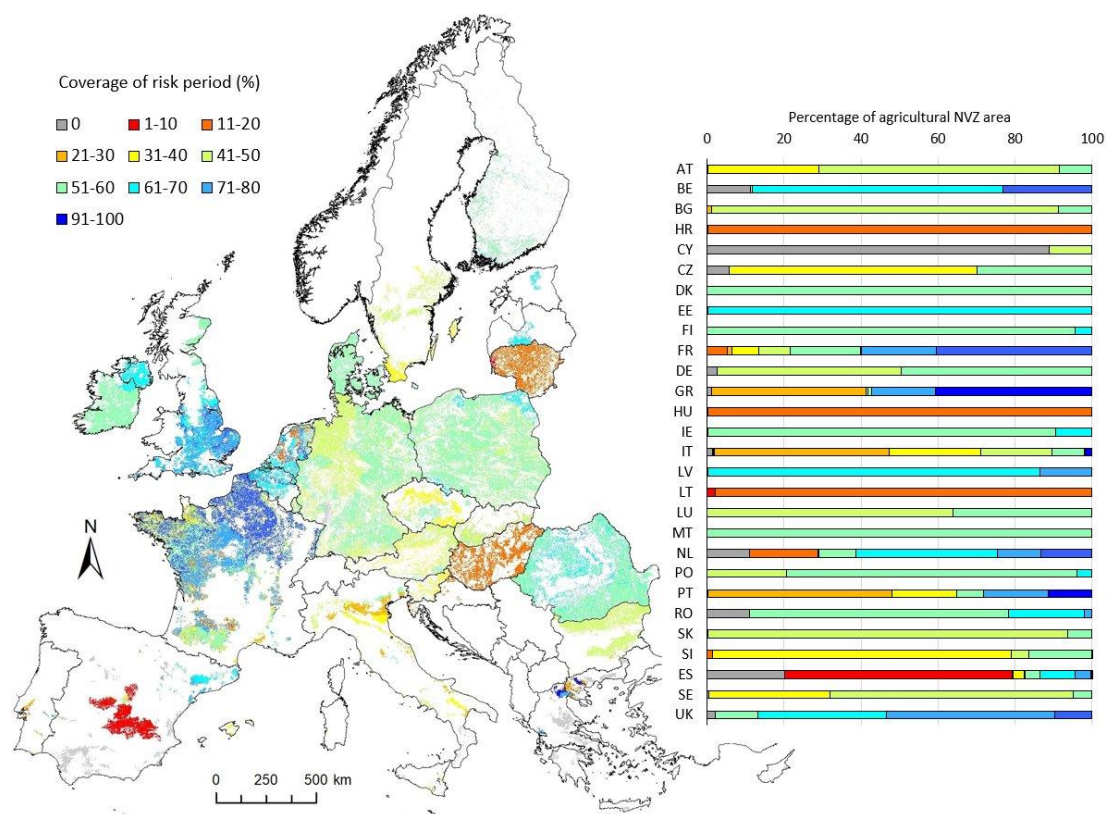 Coverage of risk period (%)
0 1-10 11-20
21-30 31-40 41-50
51-60 61-70 71-80
91-100
N
0 250 500 km
Percentage of agricultural NVZ area
0 20 40 60 80 100
AT
BE
BG
HR
CY
CZ
DK
EE
FI
FR
DE
GR
HU
IE
IT
LV
LT
LU
MT
NL
PO
PT
RO
SK
SI
ES
SE
UK